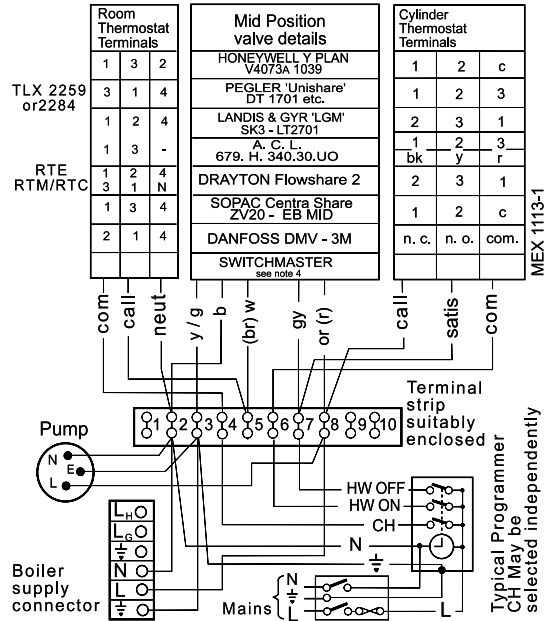 Room
Thermostat
Terminals
Mid Position
valve details
Cylinder
Thermostat
Terminals
1 3 2
HONEYWELL Y PLAN
V4073A 1039
1 2 c
TLX 2259
or2284
3 1 4
PEGLER 'Unishare'
DT 1701 etc.
1 2 3
1 2 4
LANDIS & GYR 'LGM'
SK3 - LT2701
2 3 1
1 3 -
A. C. L.
679. H. 340.30.UO
1 2 3
bk y r
RTE
RTM/RTC
1 2 4
3 1 N
DRAYTON Flowshare 2
2 3 1
1 3 4
SOPAC Centra Share
ZV20 - EB MID
1 2 c
2 1 4
DANFOSS DMV - 3M
n. c. n. o. com.
SWITCHMASTER
see note 4
MEX 1113-1
com
call
neut
y / g
b
(br) w
gy
or (r)
call
satis
com
Terminal
strip
suitably
enclosed
1 2 3 4 5 6 7 8 9 10
Pump
N
E
L
HW OFF
HW ON
CH
N
Typical Programmer
CH May be
selected independently
LH
LG
N
L
Boiler
supply
connector
Mains
N
L
L